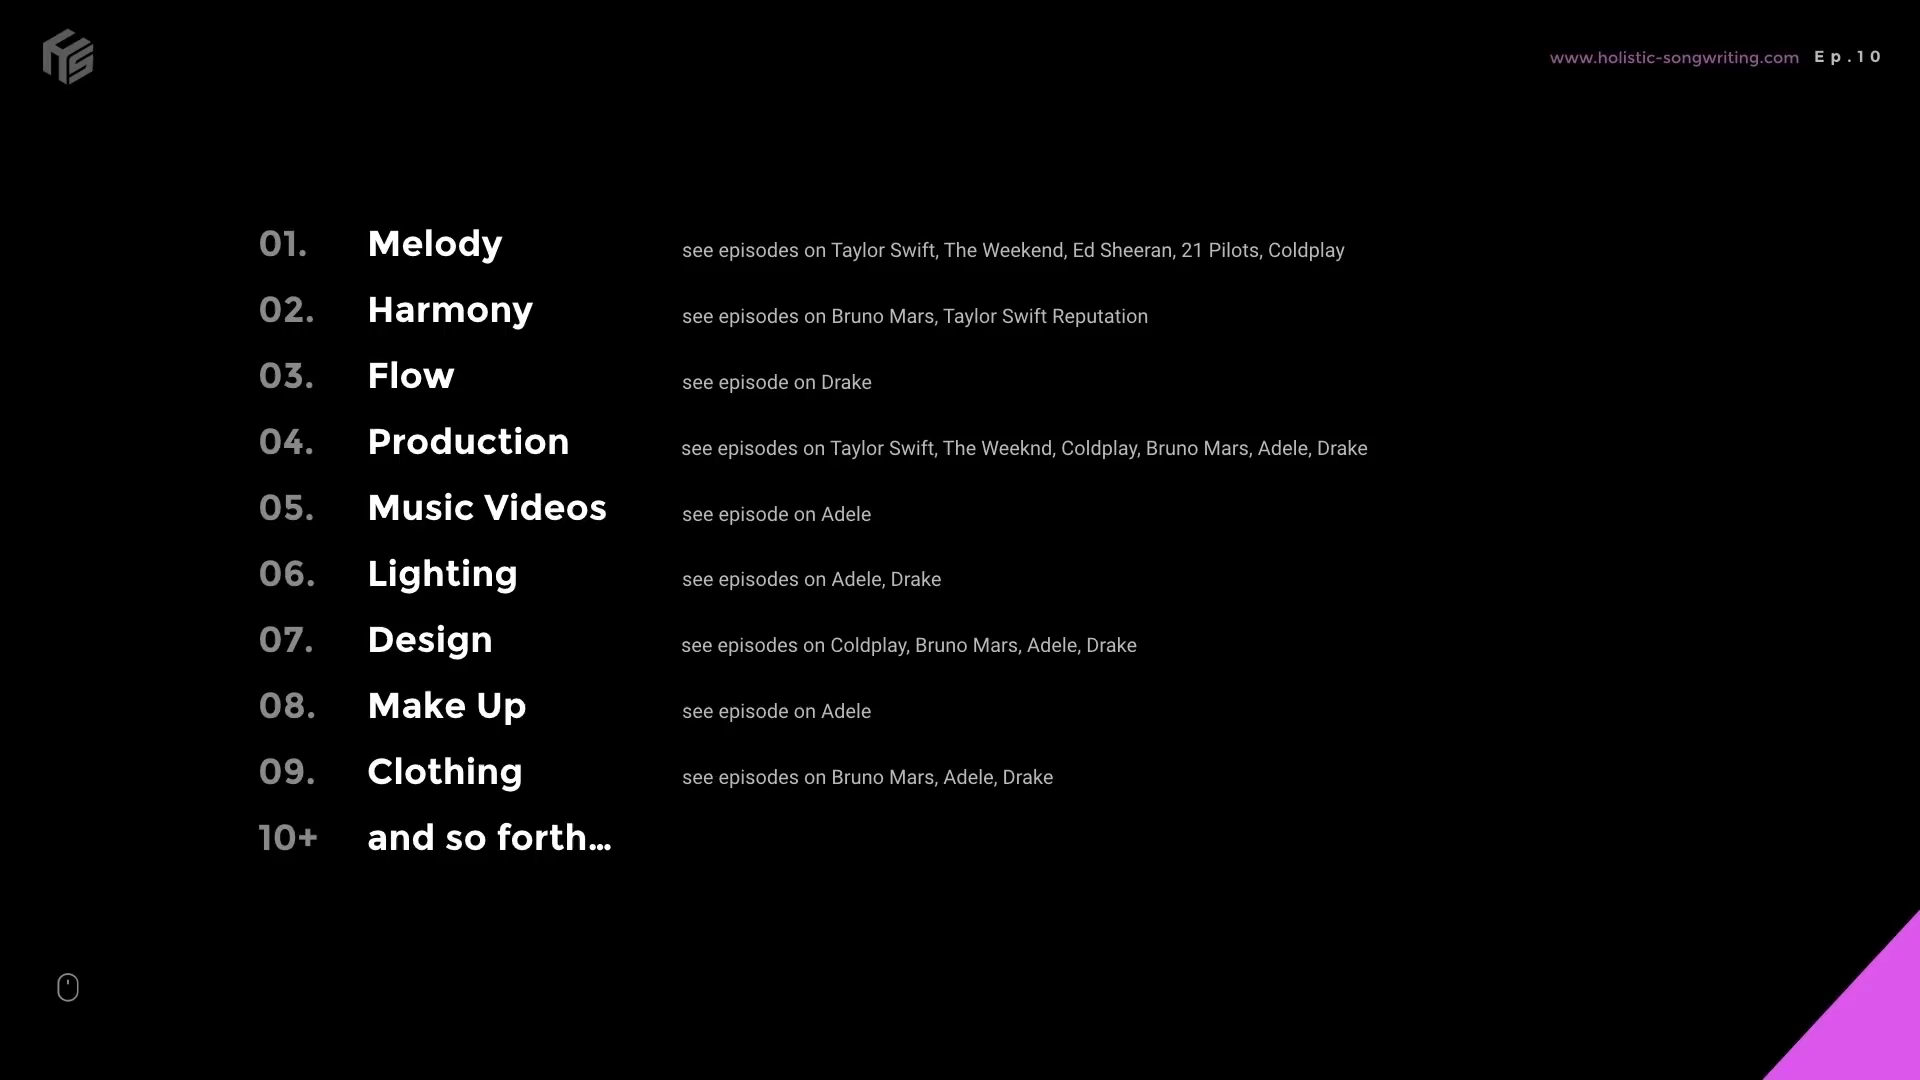 www.holistic-songwriting.com Ep.10
01. Melody see episodes on Taylor Swift, The Weekend, Ed Sheeran, 21 Pilots, Coldplay
02. Harmony see episodes on Bruno Mars, Taylor Swift Reputation
03. Flow see episode on Drake
04. Production see episodes on Taylor Swift, The Weeknd, Coldplay, Bruno Mars, Adele, Drake
05. Music Videos see episode on Adele
06. Lighting see episodes on Adele, Drake
07. Design see episodes on Coldplay, Bruno Mars, Adele, Drake
08. Make Up see episode on Adele
09. Clothing see episodes on Bruno Mars, Adele, Drake
10+ and so forth...